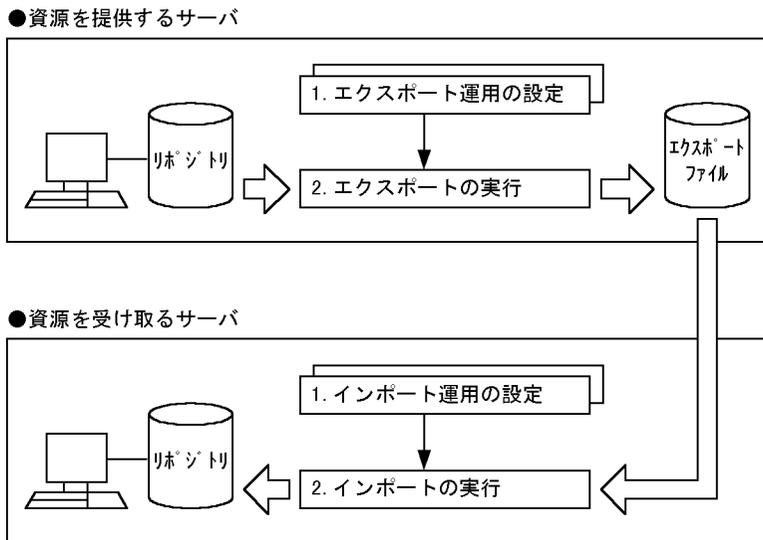 ●資源を提供するサーバ
1. エクスポート運用の設定
リポジトリ
2. エクスポートの実行
エクスポート
ファイル
●資源を受け取るサーバ
1. インポート運用の設定
リポジトリ
2. インポートの実行